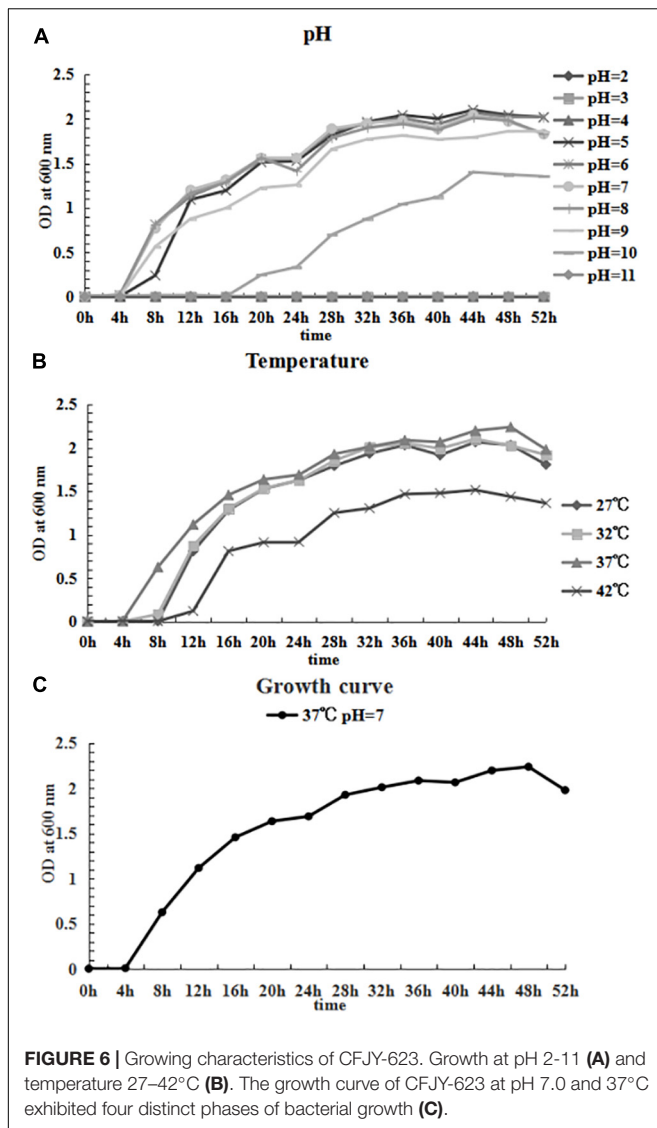 A
pH
2.5
2
1.5
1
0.5
0
OD at 600 nm
0h 4h 8h 12h 16h 20h 24h 28h 32h 36h 40h 44h 48h 52h
time
pH=2
pH=3
pH=4
pH=5
pH=6
pH=7
pH=8
pH=9
pH=10
pH=11
B
Temperature
2.5
2
1.5
1
0.5
0
OD at 600 nm
0h 4h 8h 12h 16h 20h 24h 28h 32h 36h 40h 44h 48h 52h
time
27℃
32℃
37℃
42℃
C
Growth curve
37℃ pH=7
2.5
2
1.5
1
0.5
0
OD at 600 nm
0h 4h 8h 12h 16h 20h 24h 28h 32h 36h 40h 44h 48h 52h
time
FIGURE 6 | Growing characteristics of CFJY-623. Growth at pH 2-11 (A) and
temperature 27–42°C (B). The growth curve of CFJY-623 at pH 7.0 and 37°C
exhibited four distinct phases of bacterial growth (C).